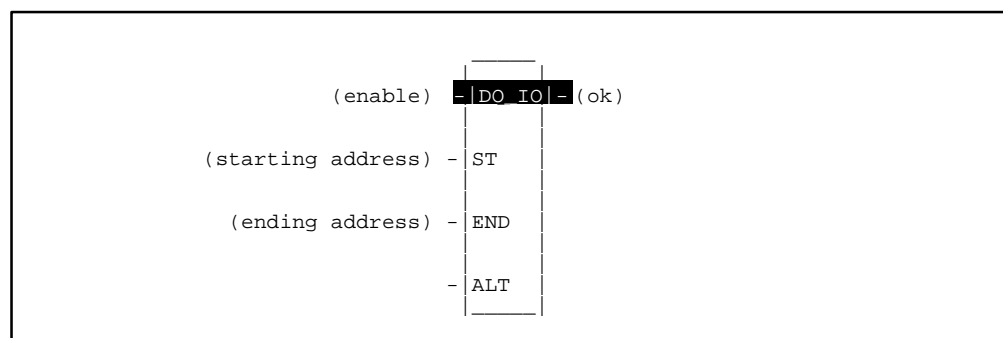 (enable) -|DO_IO|- (ok)
(starting address) -|ST
(ending address) -|END
-|ALT